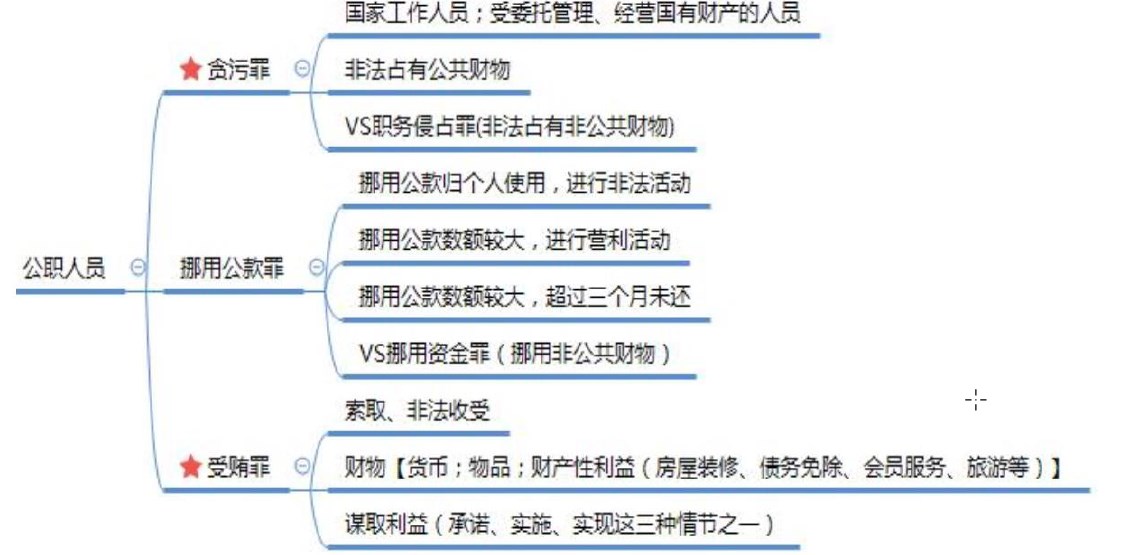 公职人员
贪污罪
国家工作人员；受委托管理、经营国有财产的人员
非法占有公共财物
VS职务侵占罪(非法占有非公共财物)
挪用公款罪
挪用公款归个人使用，进行非法活动
挪用公款数额较大，进行营利活动
挪用公款数额较大，超过三个月未还
VS挪用资金罪（挪用非公共财物）
受贿罪
索取、非法收受
财物【货币；物品；财产性利益（房屋装修、债务免除、会员服务、旅游等）】
谋取利益（承诺、实施、实现这三种情节之一）